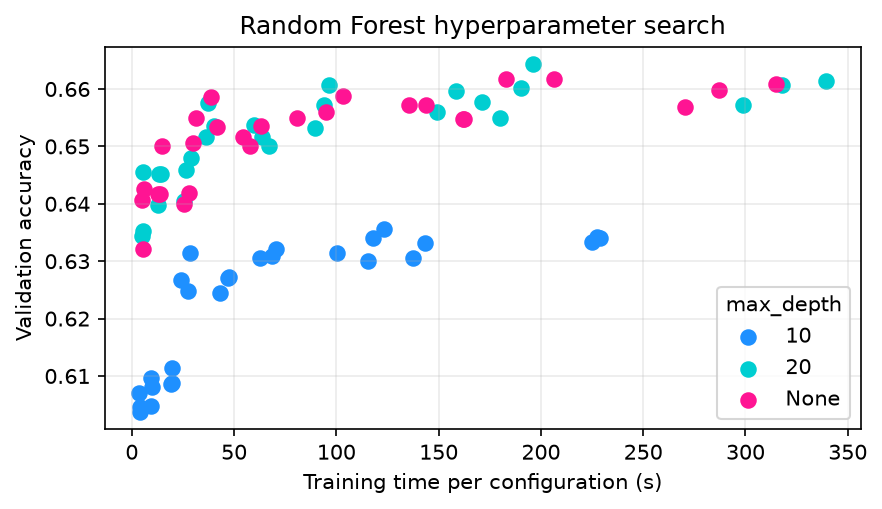 Random Forest hyperparameter search
Validation accuracy
0.66
0.65
0.64
0.63
0.62
0.61
max_depth
10
20
None
0 50 100 150 200 250 300 350
Training time per configuration (s)